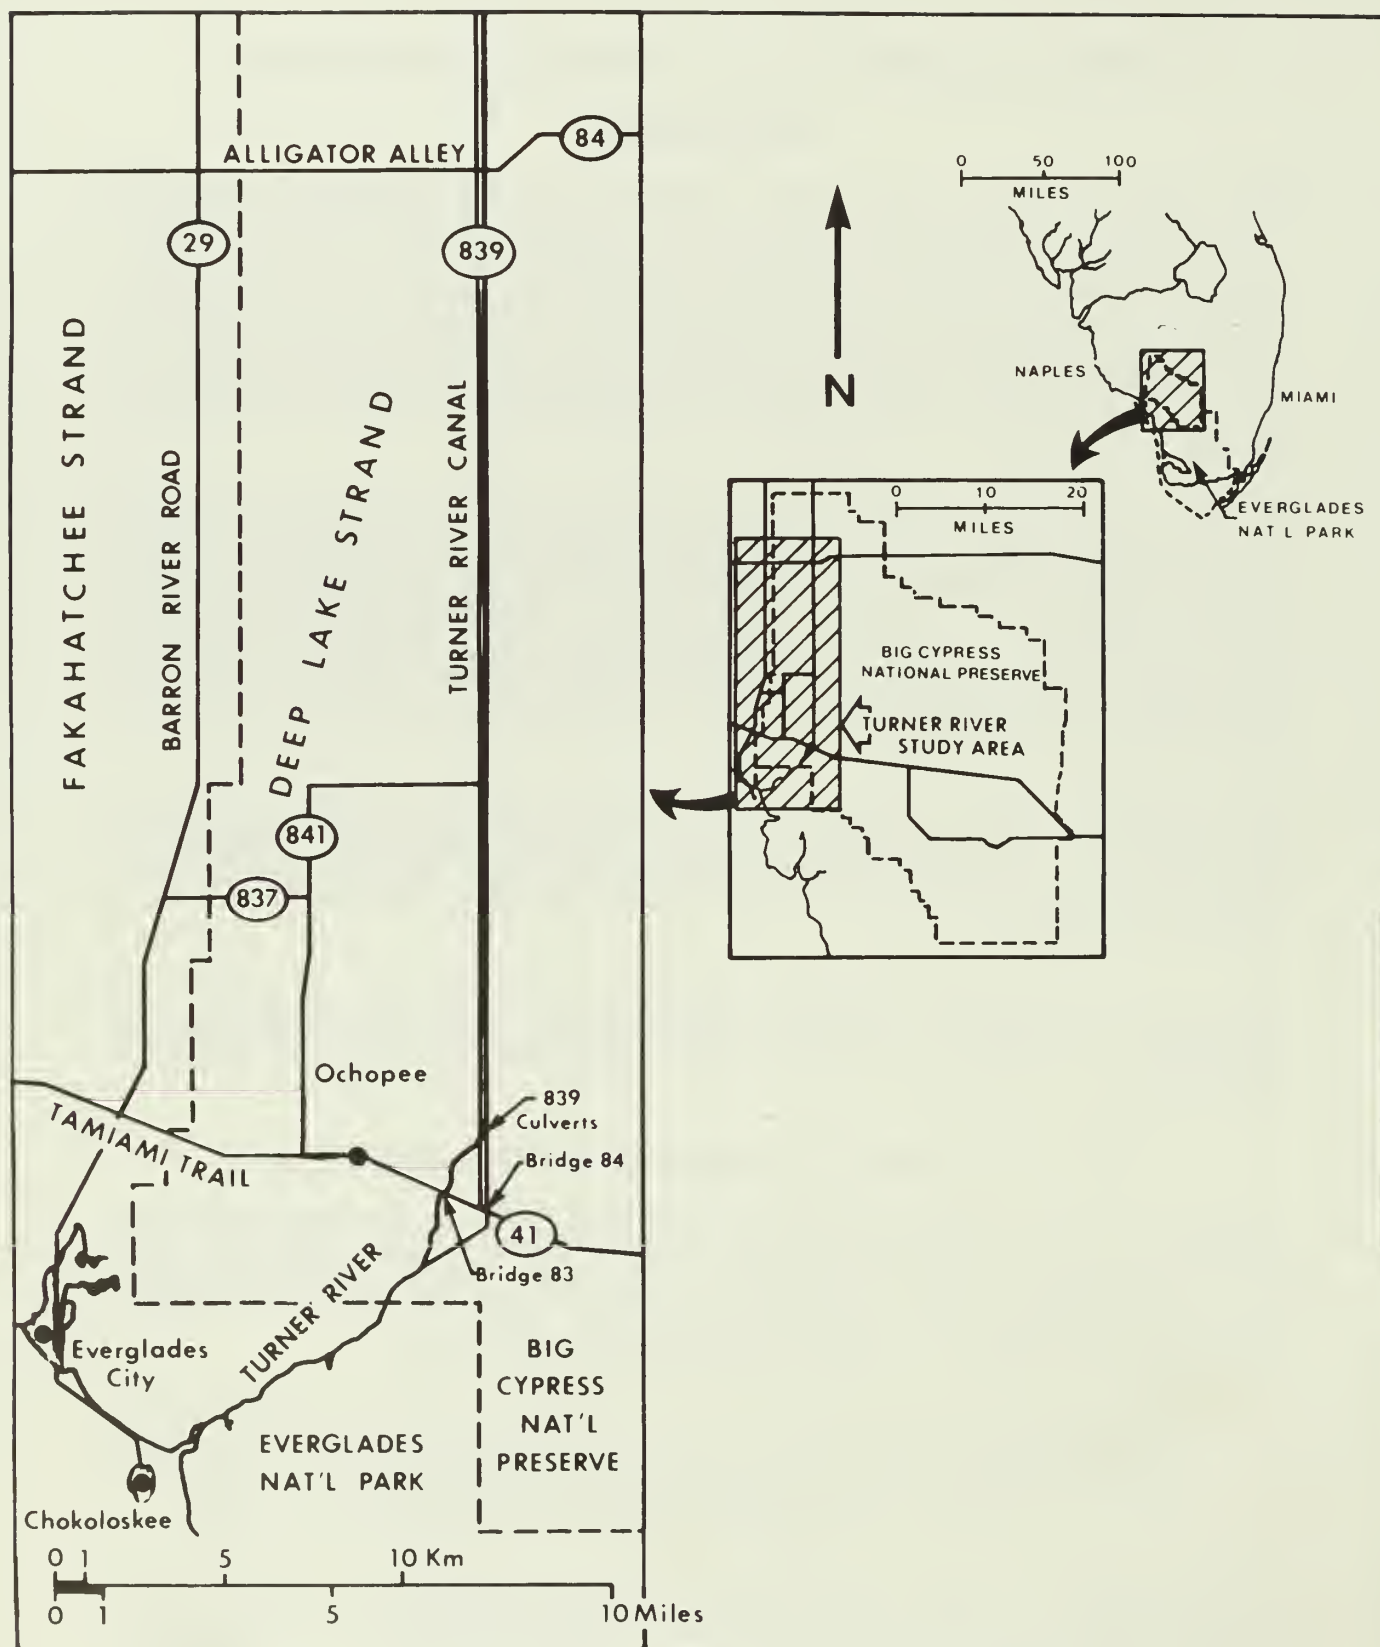 84
ALLIGATOR ALLEY
29
839
FAKAHATCHEE STRAND
BARRON RIVER ROAD
DEEP LAKE STRAND
TURNER RIVER CANAL
841
837
Ochopee
839
Culverts
TAMIAMI TRAIL
Bridge 84
41
Bridge 83
TURNER RIVER
Everglades
City
BIG
CYPRESS
NAT'L
PRESERVE
EVERGLADES
NAT'L PARK
Chokoloskee
0 1 5 10 Km
0 1 5 10 Miles
N
0 50 100
MILES
NAPLES
MIAMI
EVERGLADES
NAT L PARK
0 10 20
MILES
BIG CYPRESS
NATIONAL PRESERVE
TURNER RIVER
STUDY AREA